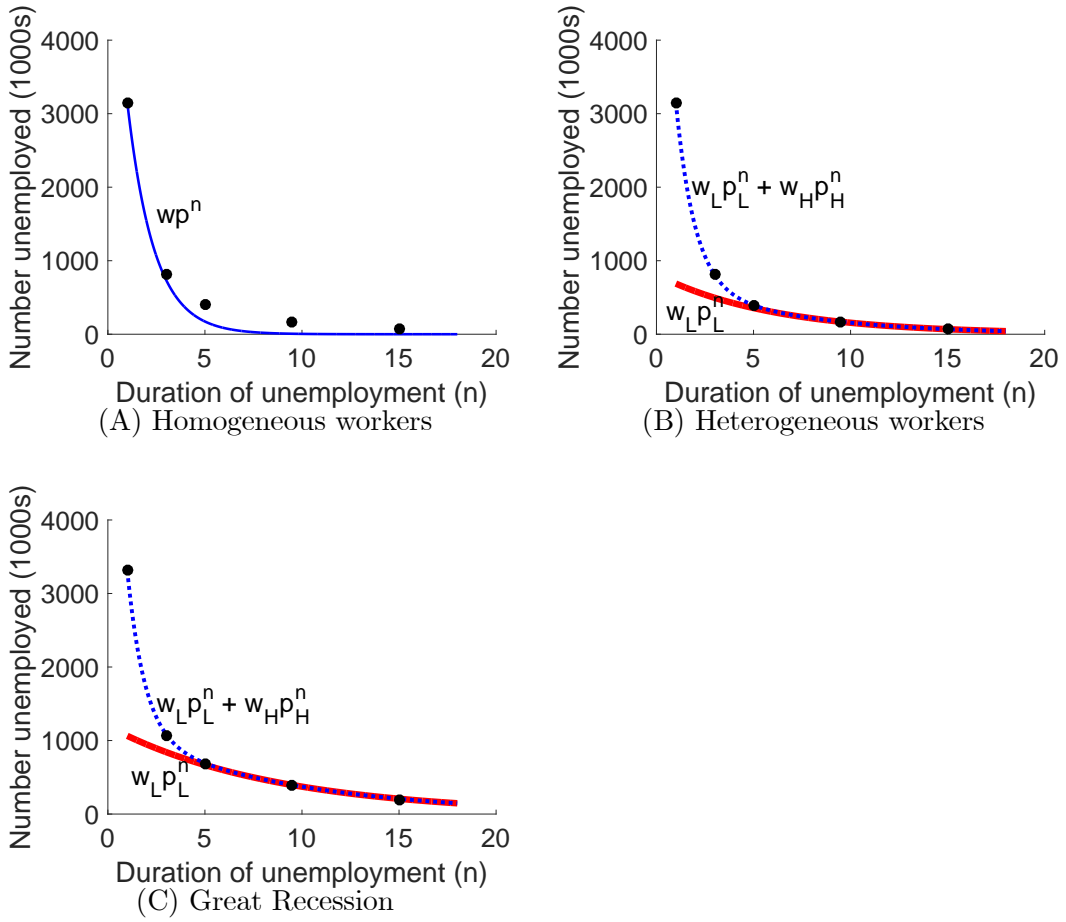 Number unemployed (1000s)
4000
3000
2000
1000
0
wp^n
0 5 10 15 20
Duration of unemployment (n)
(A) Homogeneous workers
Number unemployed (1000s)
4000
3000
2000
1000
0
w_L p_L^n + w_H p_H^n
w_L p_L^n
0 5 10 15 20
Duration of unemployment (n)
(B) Heterogeneous workers
Number unemployed (1000s)
4000
3000
2000
1000
0
w_L p_L^n + w_H p_H^n
w_L p_L^n
0 5 10 15 20
Duration of unemployment (n)
(C) Great Recession